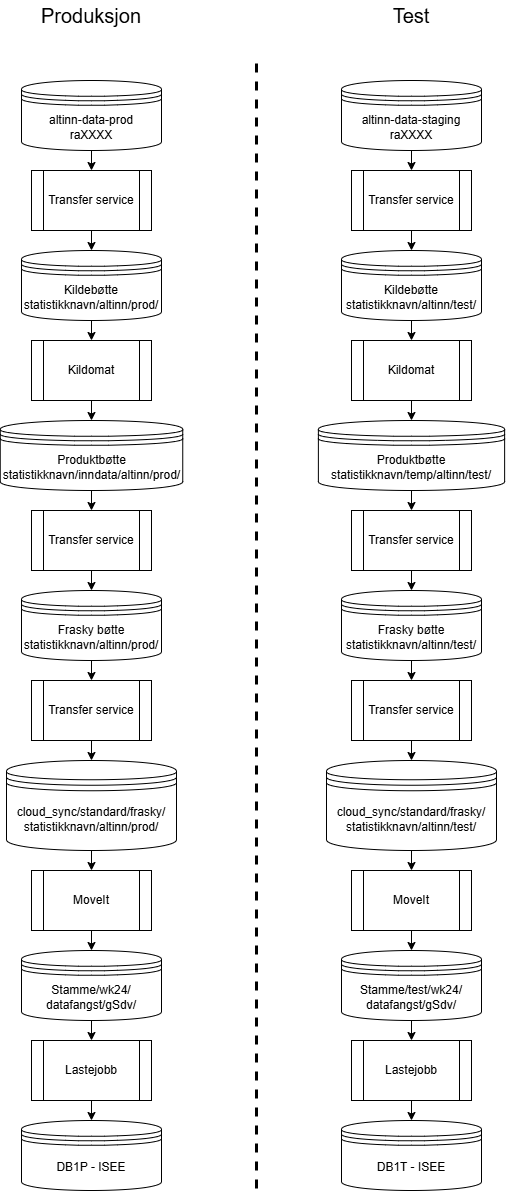 Produksjon
altinn-data-prod
raXXXX
Transfer service
Kildebøtte
statistikknavn/altinn/prod/
Kildomat
Produktbøtte
statistikknavn/inndata/altinn/prod/
Transfer service
Frasky bøtte
statistikknavn/altinn/prod/
Transfer service
cloud_sync/standard/frasky/
statistikknavn/altinn/prod/
MoveIt
Stamme/wk24/
datafangst/gSdv/
Lastejobb
DB1P - ISEE
Test
altinn-data-staging
raXXXX
Transfer service
Kildebøtte
statistikknavn/altinn/test/
Kildomat
Produktbøtte
statistikknavn/temp/altinn/test/
Transfer service
Frasky bøtte
statistikknavn/altinn/test/
Transfer service
cloud_sync/standard/frasky/
statistikknavn/altinn/test/
MoveIt
Stamme/test/wk24/
datafangst/gSdv/
Lastejobb
DB1T - ISEE